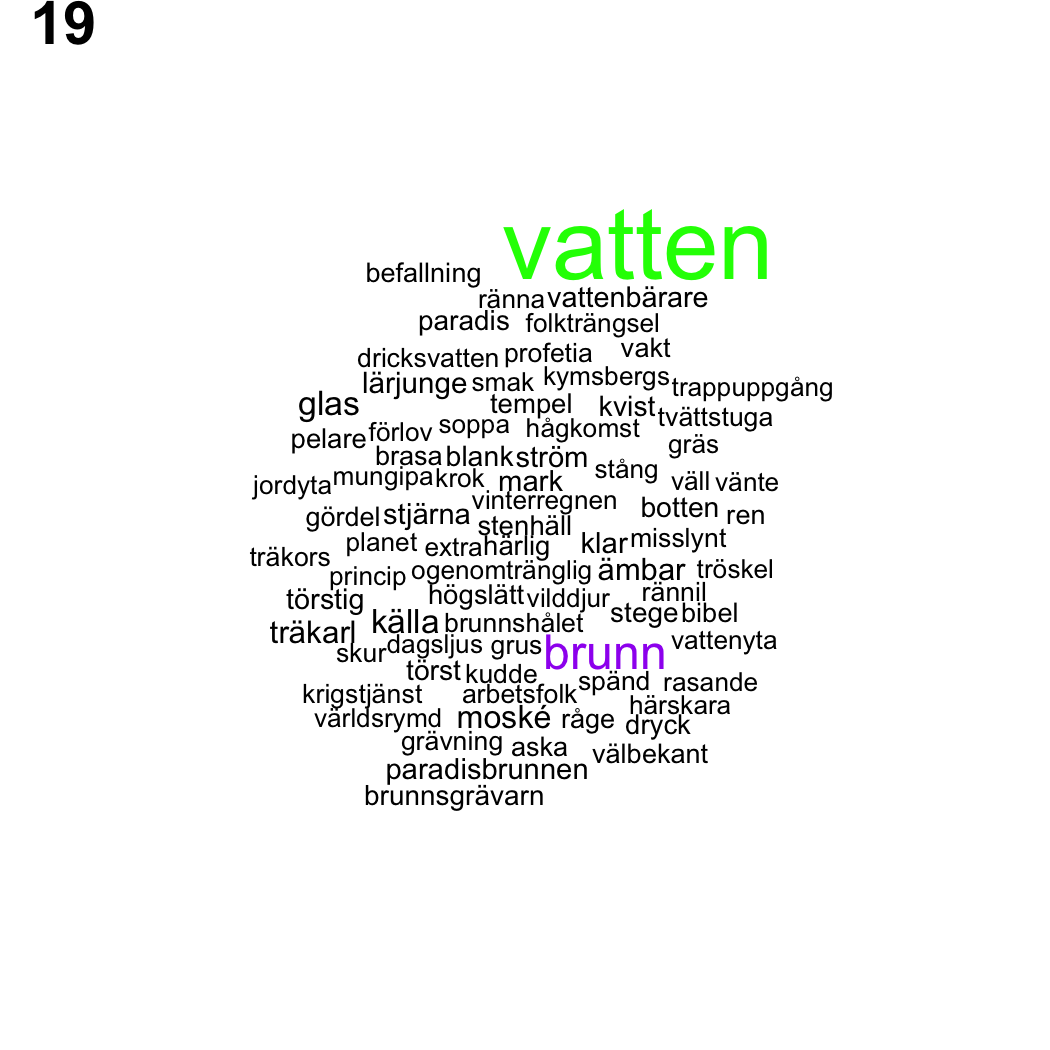 19
vatten
befallning
ränna vattenbärare
paradis folkträngsel
dricksvatten profetia vakt
lärjunge smak kymsbergs trappuppgång
glas tempel kvist tvättstuga
pelare förlov soppa hågkomst gräs
brasa blank ström stång
jordyta mungipa krok mark väll vänte
vinterregnen
gördel stjärna stenhäll botten ren
träkors planet extrahärlig klar misslynt
princip ogenomtränglig ämbar tröskel
törstig högslätt vilddjur rännil
träkarl källa brunnshålet stege bibel
skur dagsljus grus brunn vattenyta
törst kudde spänd rasande
krigstjänst arbetsfolk härskara
världsrymd moské råge dryck
grävning aska välbekant
paradisbrunnen
brunnsgrävarn